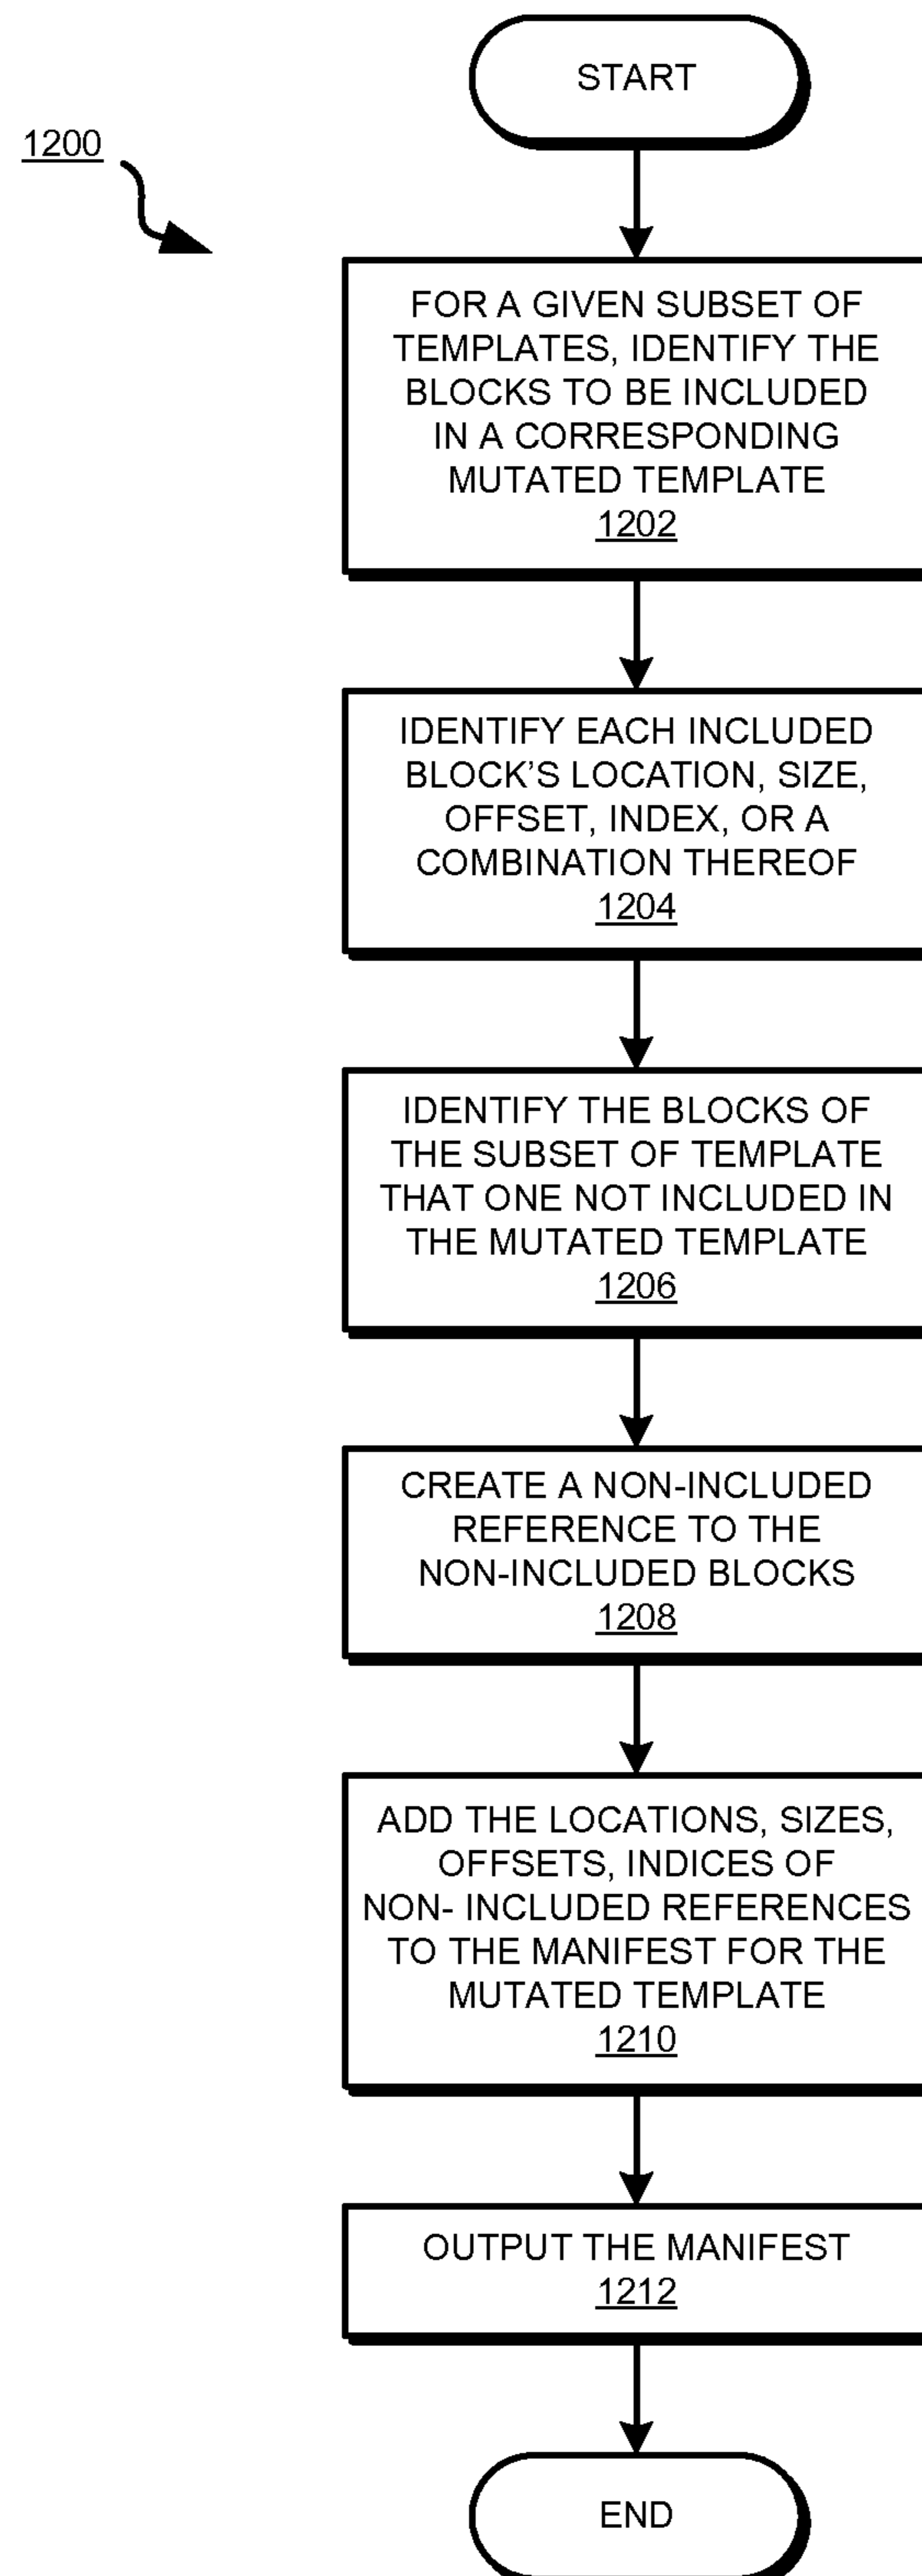 START
1200
FOR A GIVEN SUBSET OF
TEMPLATES, IDENTIFY THE
BLOCKS TO BE INCLUDED
IN A CORRESPONDING
MUTATED TEMPLATE
1202
IDENTIFY EACH INCLUDED
BLOCK'S LOCATION, SIZE,
OFFSET, INDEX, OR A
COMBINATION THEREOF
1204
IDENTIFY THE BLOCKS OF
THE SUBSET OF TEMPLATE
THAT ONE NOT INCLUDED IN
THE MUTATED TEMPLATE
1206
CREATE A NON-INCLUDED
REFERENCE TO THE
NON-INCLUDED BLOCKS
1208
ADD THE LOCATIONS, SIZES,
OFFSETS, INDICES OF
NON- INCLUDED REFERENCES
TO THE MANIFEST FOR THE
MUTATED TEMPLATE
1210
OUTPUT THE MANIFEST
1212
END